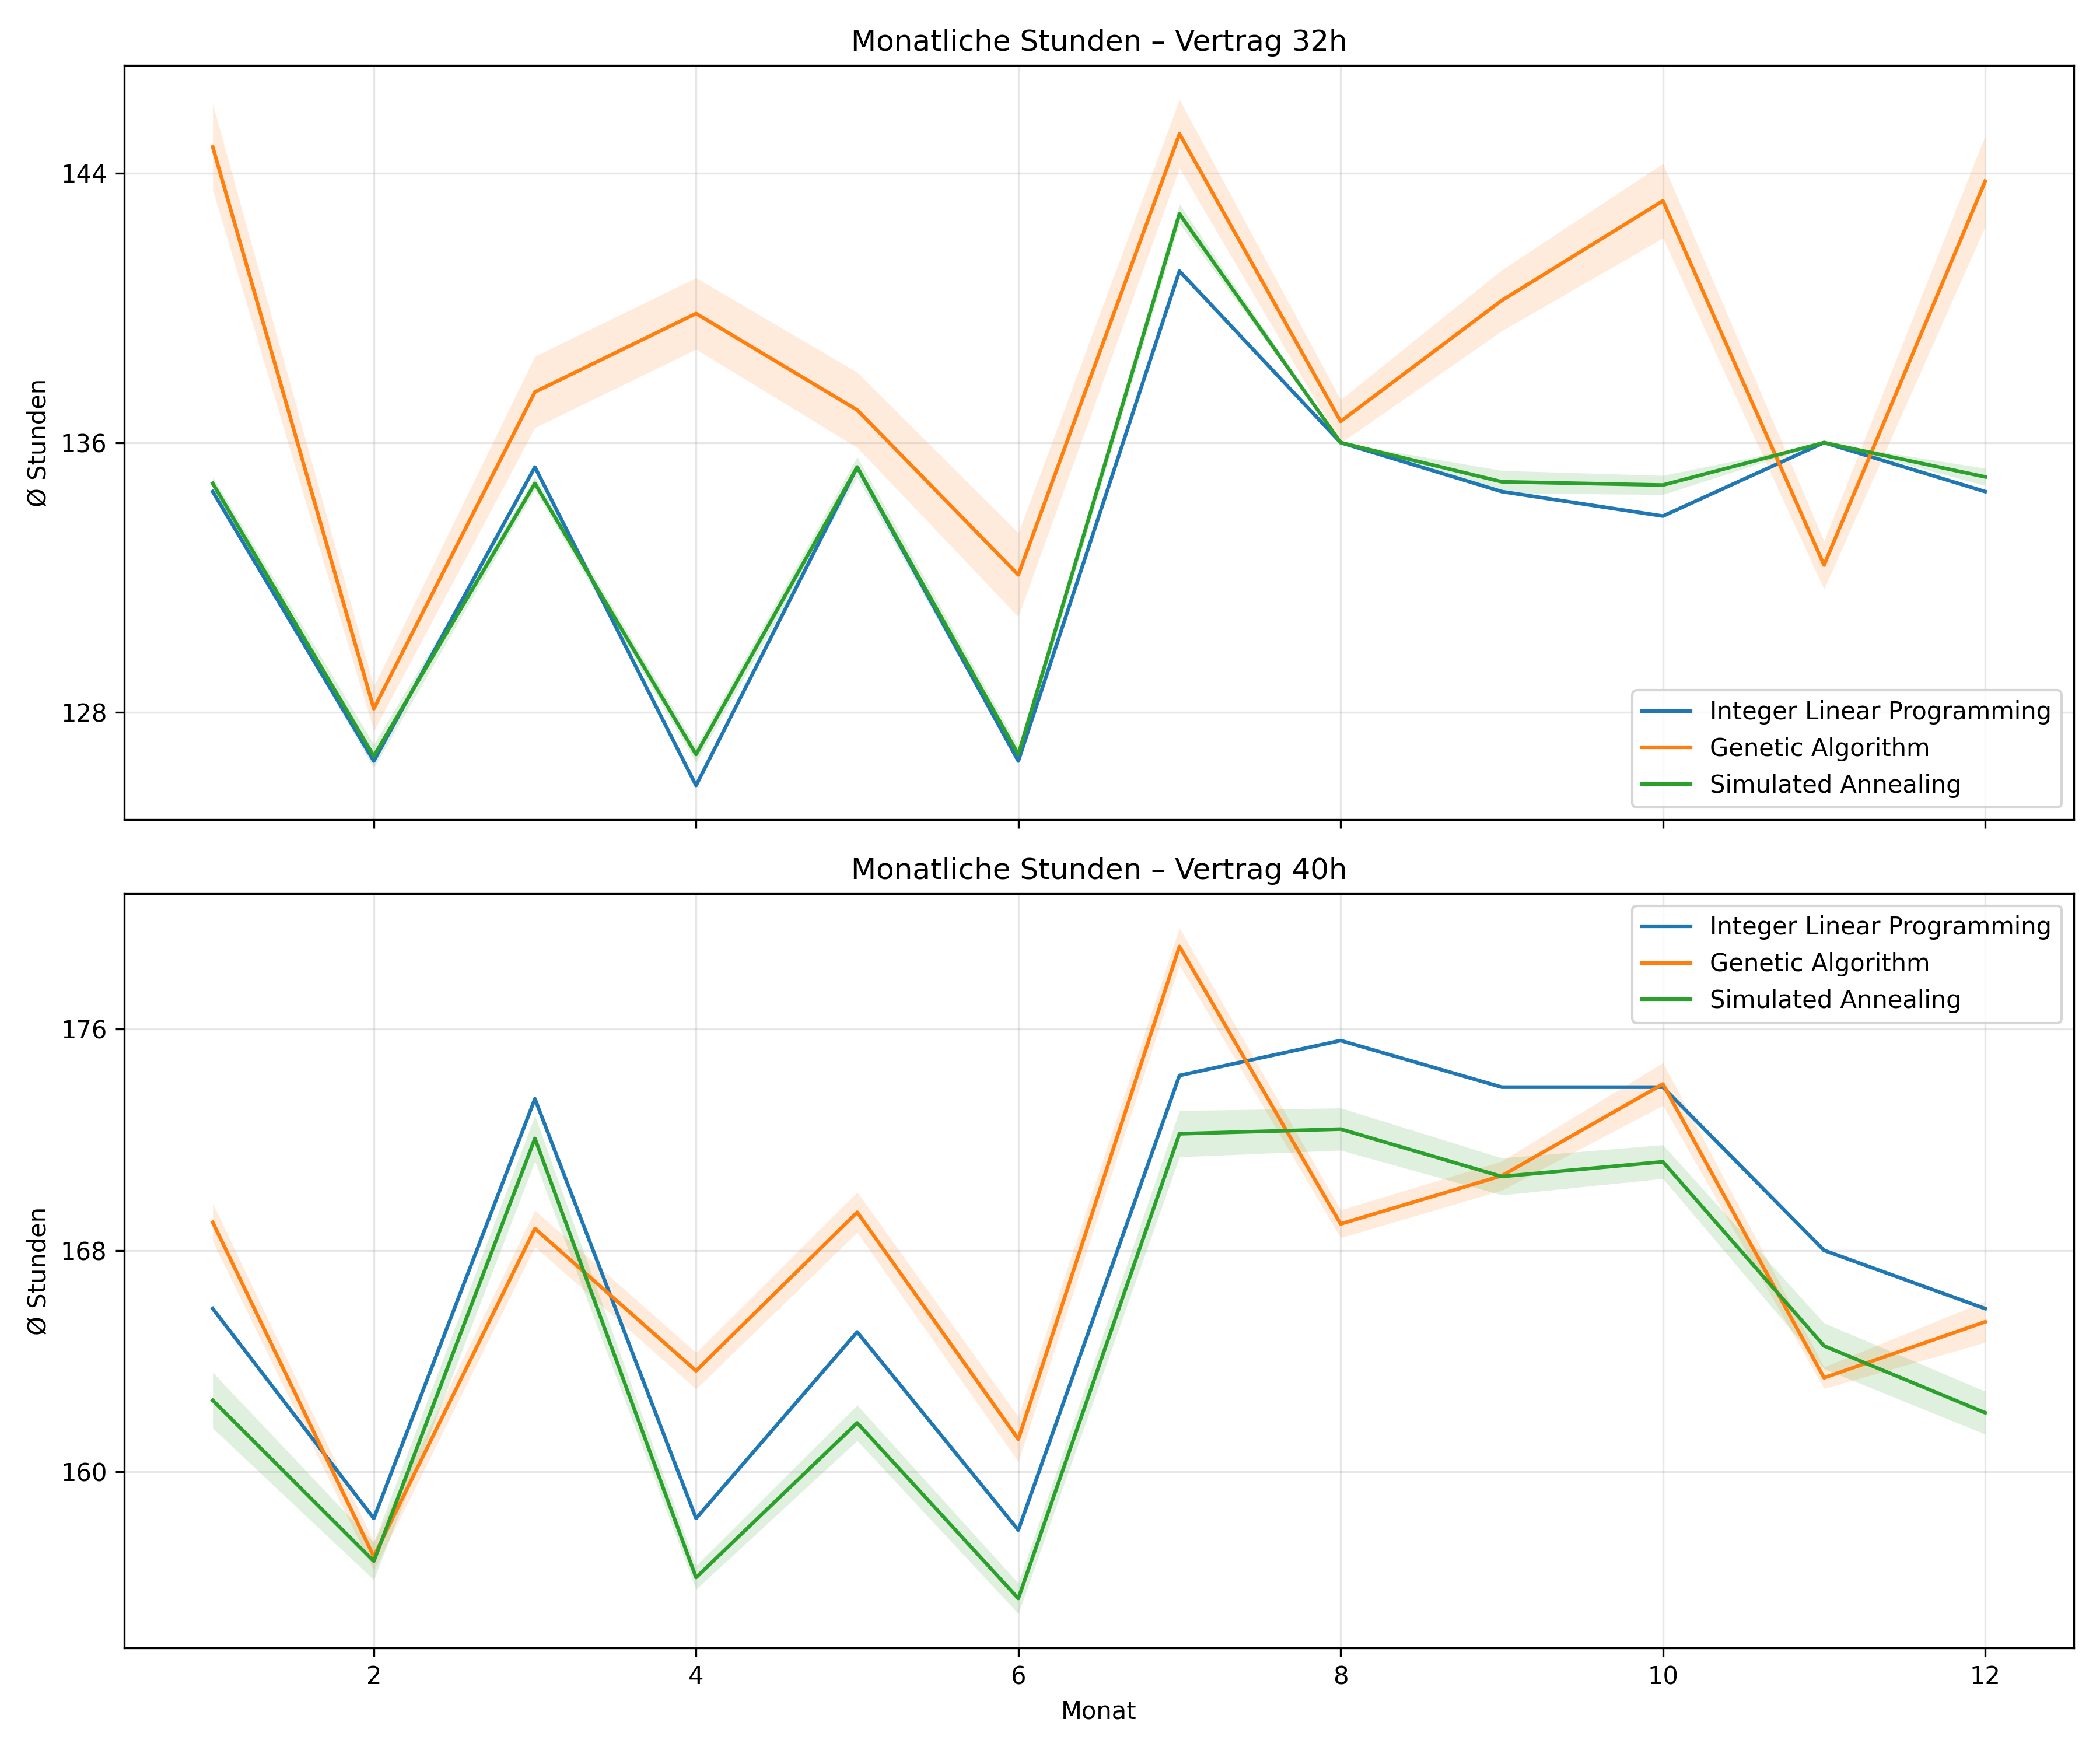 Monatliche Stunden – Vertrag 32h
144
136
128
Ø Stunden
Integer Linear Programming
Genetic Algorithm
Simulated Annealing
Monatliche Stunden – Vertrag 40h
176
168
160
Ø Stunden
Integer Linear Programming
Genetic Algorithm
Simulated Annealing
2 4 6 8 10 12
Monat